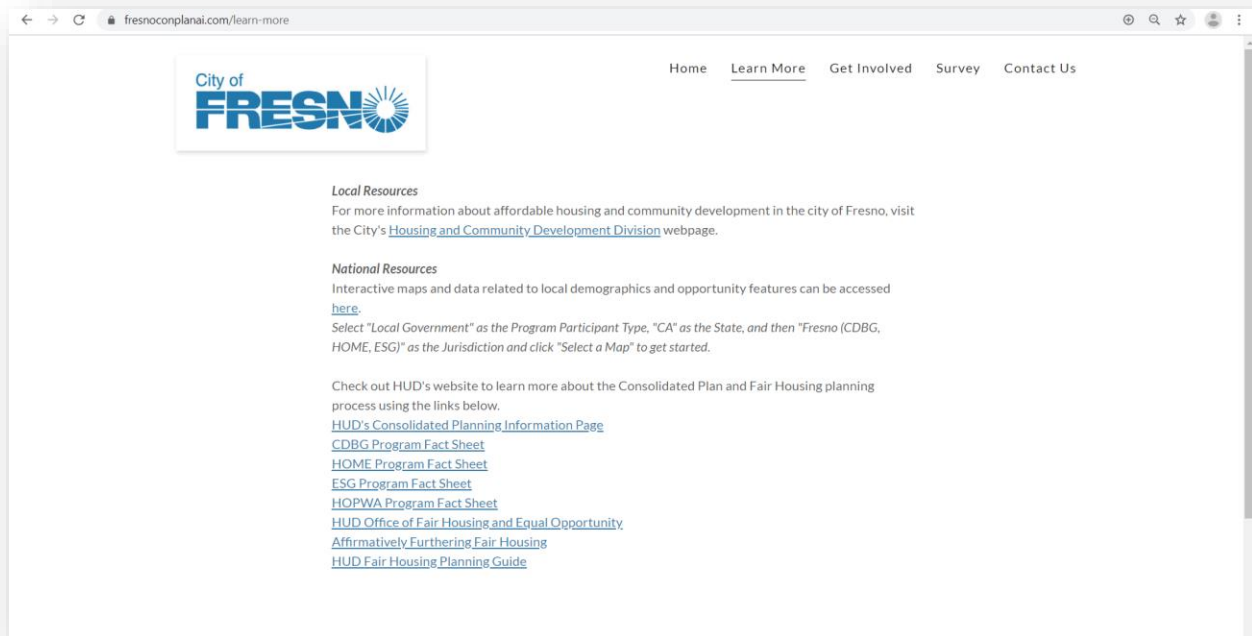 fresnoconplanai.com/learn-more
City of
FRESNO
Home Learn More Get Involved Survey Contact Us
Local Resources
For more information about affordable housing and community development in the city of Fresno, visit
the City's Housing and Community Development Division webpage.
National Resources
Interactive maps and data related to local demographics and opportunity features can be accessed
here.
Select "Local Government" as the Program Participant Type, "CA" as the State, and then "Fresno (CDBG,
HOME, ESG)" as the Jurisdiction and click "Select a Map" to get started.
Check out HUD's website to learn more about the Consolidated Plan and Fair Housing planning
process using the links below.
HUD's Consolidated Planning Information Page
CDBG Program Fact Sheet
HOME Program Fact Sheet
ESG Program Fact Sheet
HOPWA Program Fact Sheet
HUD Office of Fair Housing and Equal Opportunity
Affirmatively Furthering Fair Housing
HUD Fair Housing Planning Guide